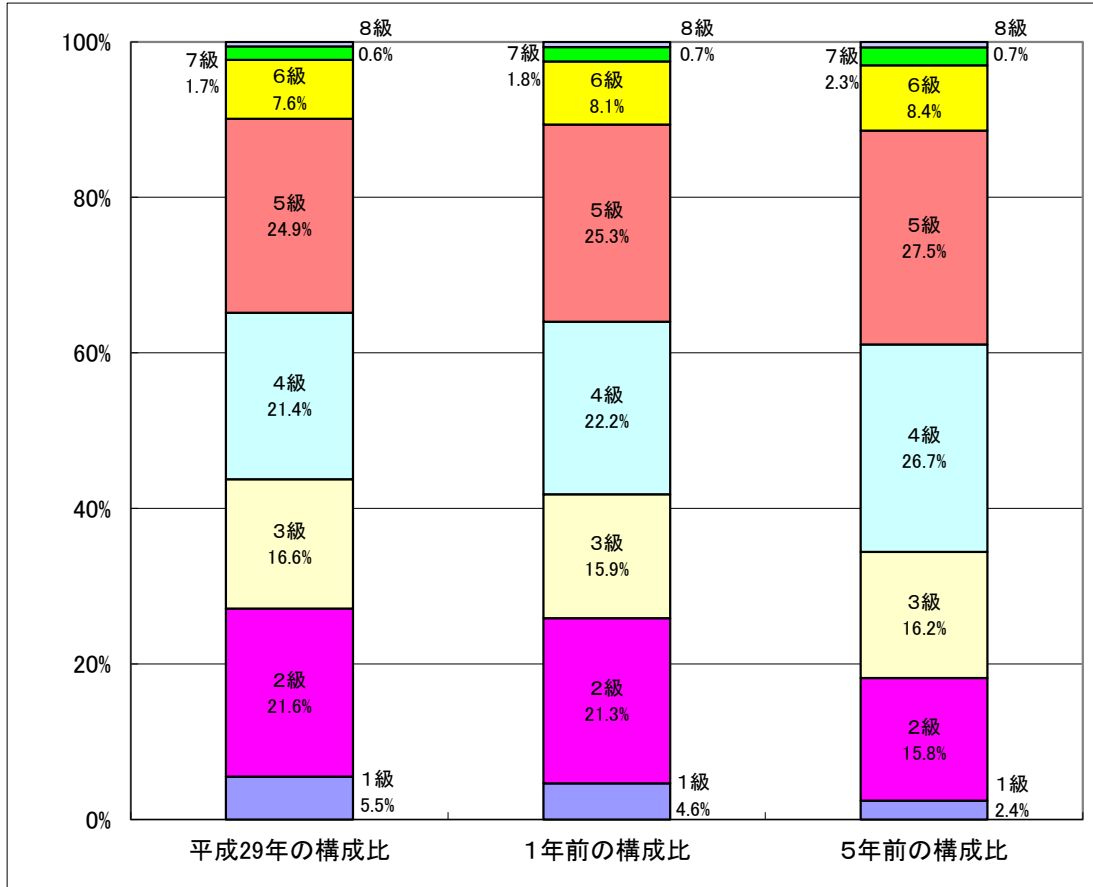 100%
80%
60%
40%
20%
0%
8級
0.6%
7級
1.7%
6級
7.6%
5級
24.9%
4級
21.4%
3級
16.6%
2級
21.6%
1級
5.5%
平成29年の構成比
8級
0.7%
7級
1.8%
6級
8.1%
5級
25.3%
4級
22.2%
3級
15.9%
2級
21.3%
1級
4.6%
1年前の構成比
8級
0.7%
7級
2.3%
6級
8.4%
5級
27.5%
4級
26.7%
3級
16.2%
2級
15.8%
1級
2.4%
5年前の構成比